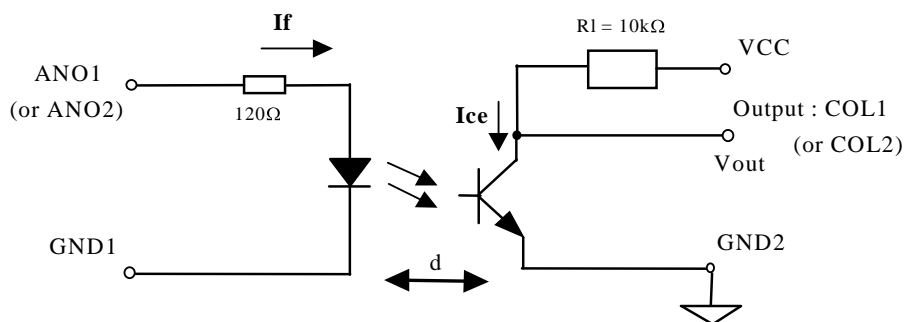 If
Rl = 10kΩ
VCC
ANO1
(or ANO2)
120Ω
Ice
Output : COL1
(or COL2)
Vout
GND1
GND2
d